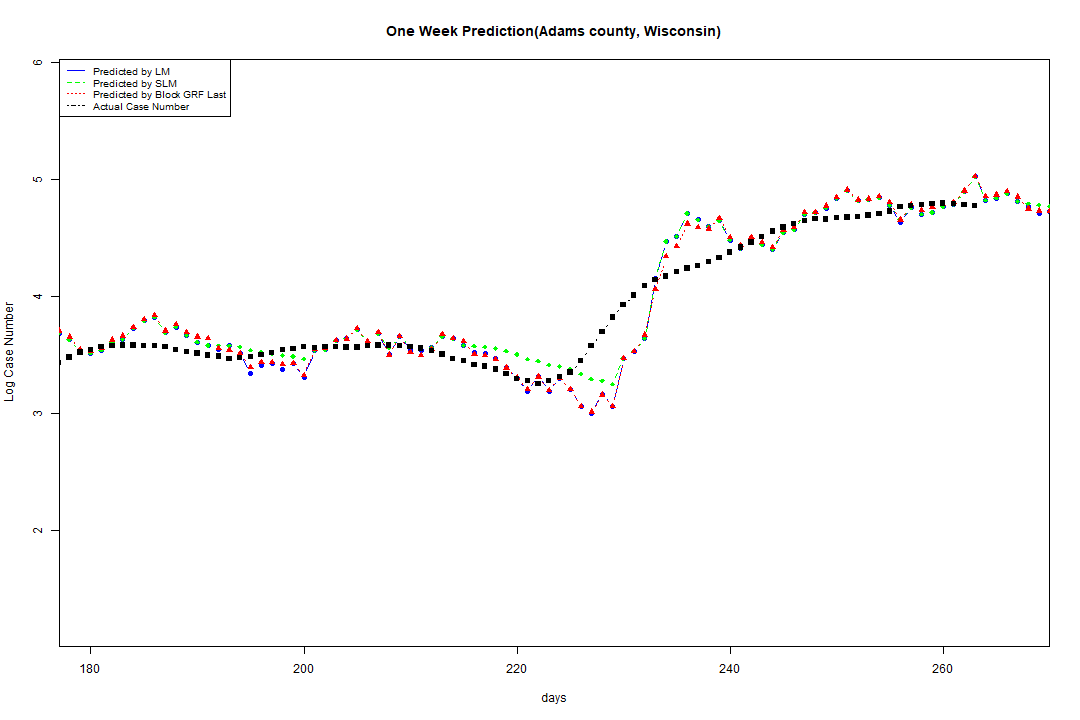 One Week Prediction(Adams county, Wisconsin)
Predicted by LM
Predicted by SLM
Predicted by Block GRF Last
Actual Case Number
6
5
4
3
2
Log Case Number
180 200 220 240 260
days